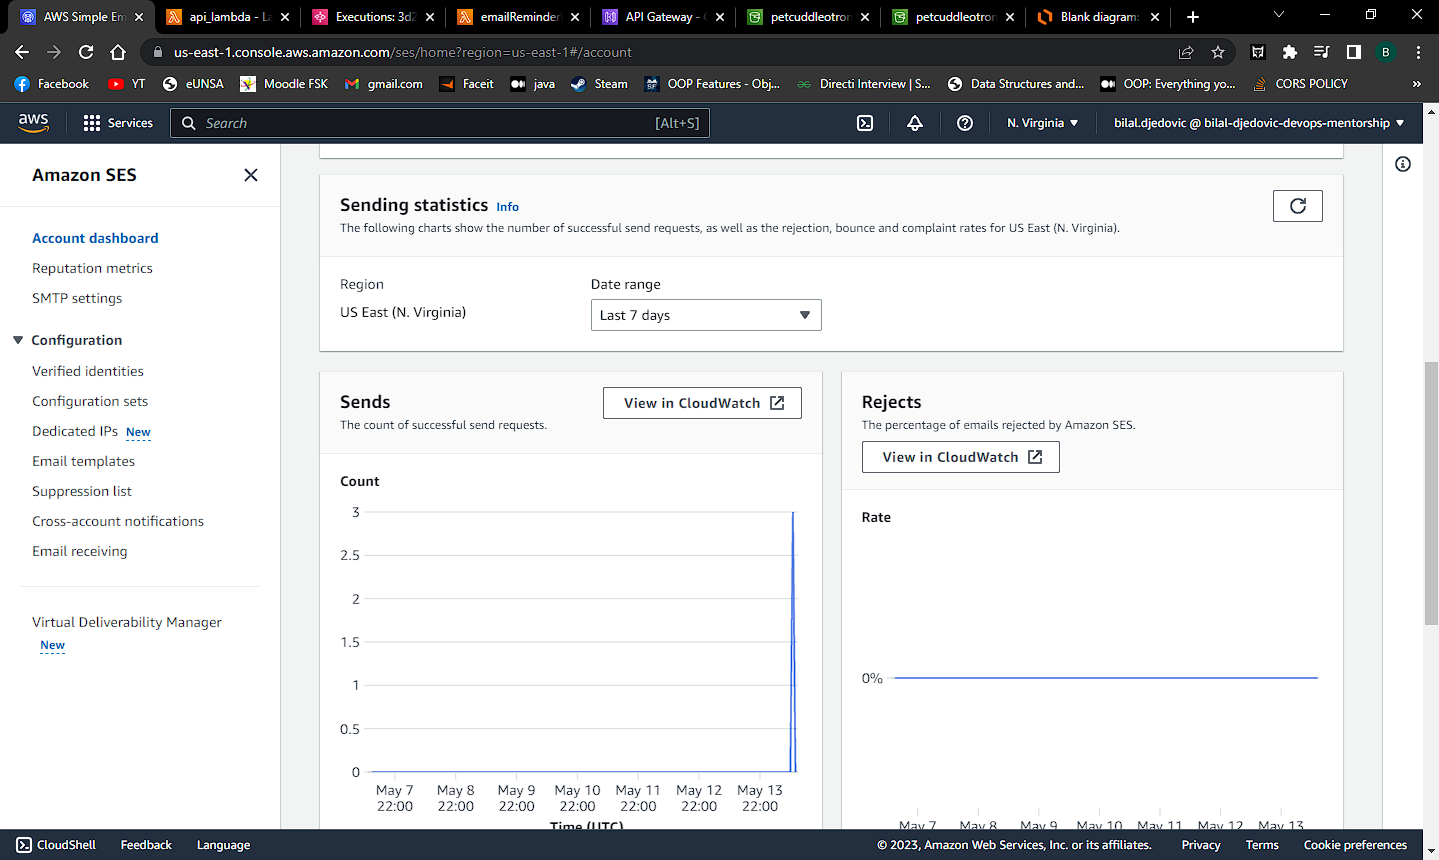 AWS Simple Em
api_lambda - La
Executions: 3d2
emailReminder
API Gateway -
petcuddleotron
petcuddleotron
Blank diagram:
us-east-1.console.aws.amazon.com/ses/home?region=us-east-1#/account
B
Facebook
YT
eUNSA
Moodle FSK
gmail.com
Faceit
java
Steam
OOP Features - Obj...
Directi Interview | S...
Data Structures and...
OOP: Everything yo...
CORS POLICY
»
aws
Services
Search
[Alt+S]
N. Virginia
bilal.djedovic @ bilal-djedovic-devops-mentorship
Amazon SES
Account dashboard
Reputation metrics
SMTP settings
Configuration
Verified identities
Configuration sets
Dedicated IPs New
Email templates
Suppression list
Cross-account notifications
Email receiving
Virtual Deliverability Manager
New
Sending statistics Info
The following charts show the number of successful send requests, as well as the rejection, bounce and complaint rates for US East (N. Virginia).
Region
US East (N. Virginia)
Date range
Last 7 days
Sends
The count of successful send requests.
View in CloudWatch
Count
3
2.5
2
1.5
1
0.5
0
May 7 22:00
May 8 22:00
May 9 22:00
May 10 22:00
May 11 22:00
May 12 22:00
May 13 22:00
Time (UTC)
Rejects
The percentage of emails rejected by Amazon SES.
View in CloudWatch
Rate
0%
May 7
May 8
May 9
May 10
May 11
May 12
May 13
CloudShell
Feedback
Language
© 2023, Amazon Web Services, Inc. or its affiliates.
Privacy
Terms
Cookie preferences